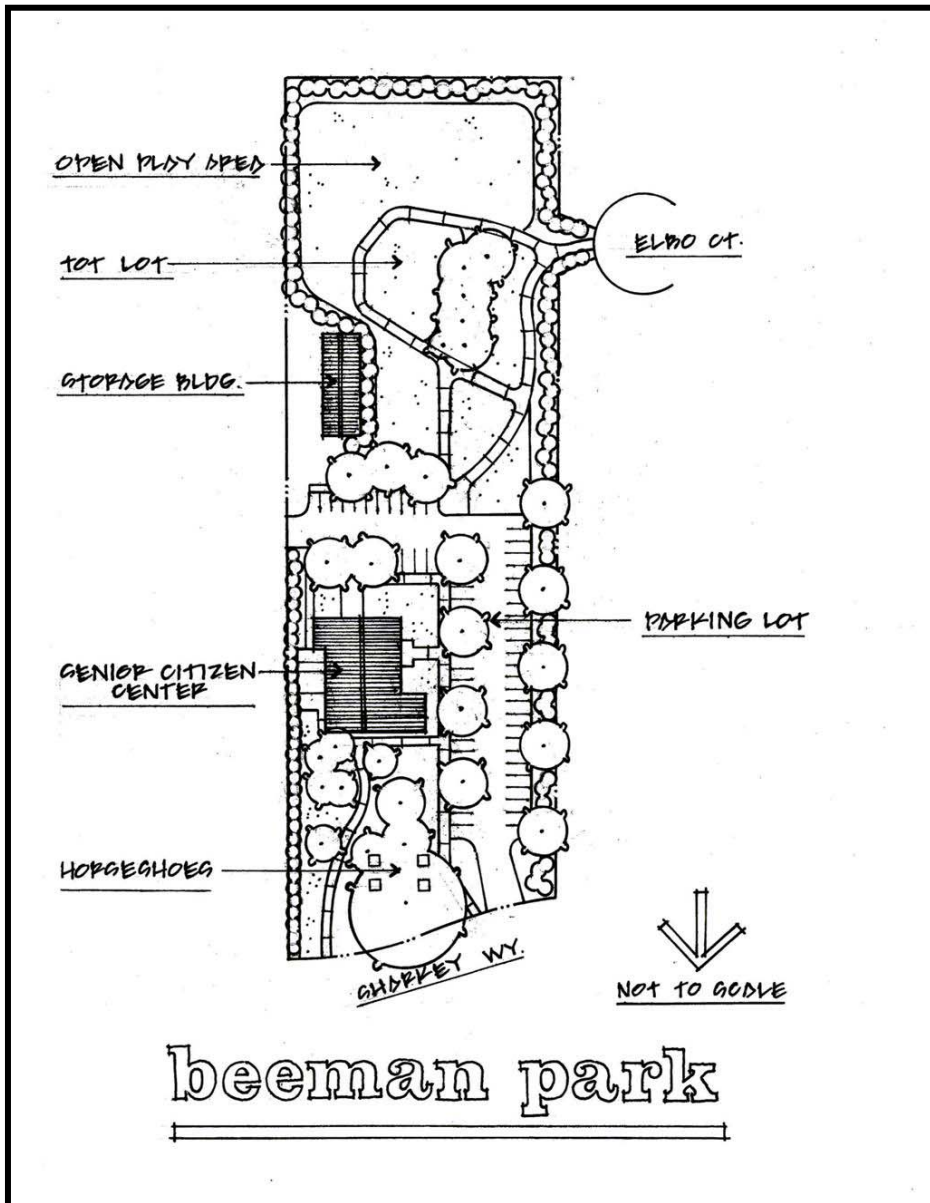 OPEN PLAY AREA
ELBO CT.
TOT LOT
STORAGE BLDG.
PARKING LOT
SENIOR CITIZEN
CENTER
HORSESHOES
SHARKEY WY.
NOT TO SCALE
beeman park